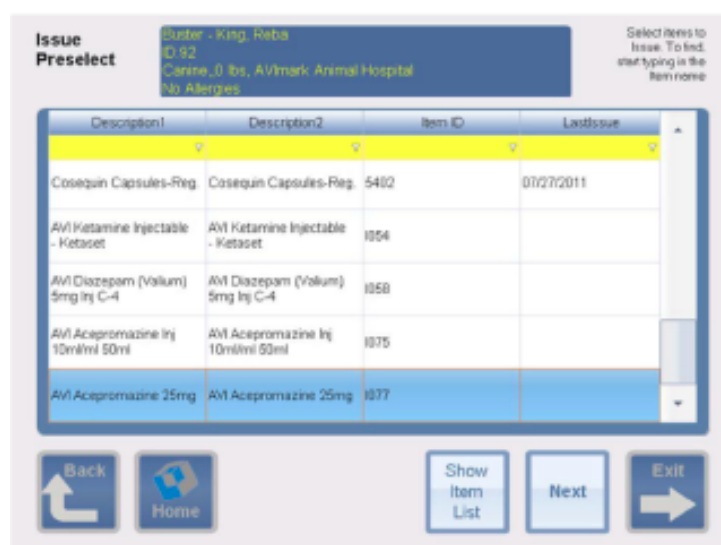 Issue
Preselect
Buster - King, Reba
ID:92
Canine,,0 lbs, AVImark Animal Hospital
No Allergies
Select items to
Issue. To find,
start typing in the
Item name
Description1 Description2 Item ID LastIssue
Cosequin Capsules-Reg. Cosequin Capsules-Reg. 5402 07/27/2011
AVI Ketamine Injectable AVI Ketamine Injectable
- Ketaset - Ketaset I054
AVI Diazepam (Valium) AVI Diazepam (Valium)
5mg Inj C-4 5mg Inj C-4 I058
AVI Acepromazine Inj AVI Acepromazine Inj
10ml/ml 50ml 10ml/ml 50ml I075
AVI Acepromazine 25mg AVI Acepromazine 25mg I077
Back
Home
Show
Item
List
Next
Exit